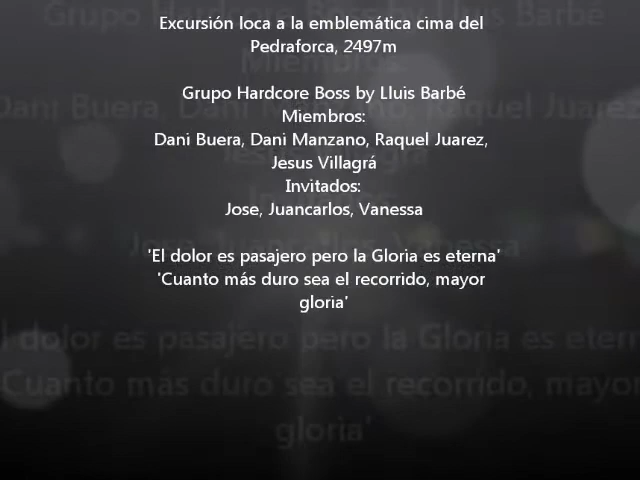 Excursión loca a la emblemática cima del
Pedraforca, 2497m
Grupo Hardcore Boss by Lluis Barbé
Miembros:
Dani Buera, Dani Manzano, Raquel Juarez,
Jesus Villagrá
Invitados:
Jose, Juancarlos, Vanessa
'El dolor es pasajero pero la Gloria es eterna'
'Cuanto más duro sea el recorrido, mayor
gloria'